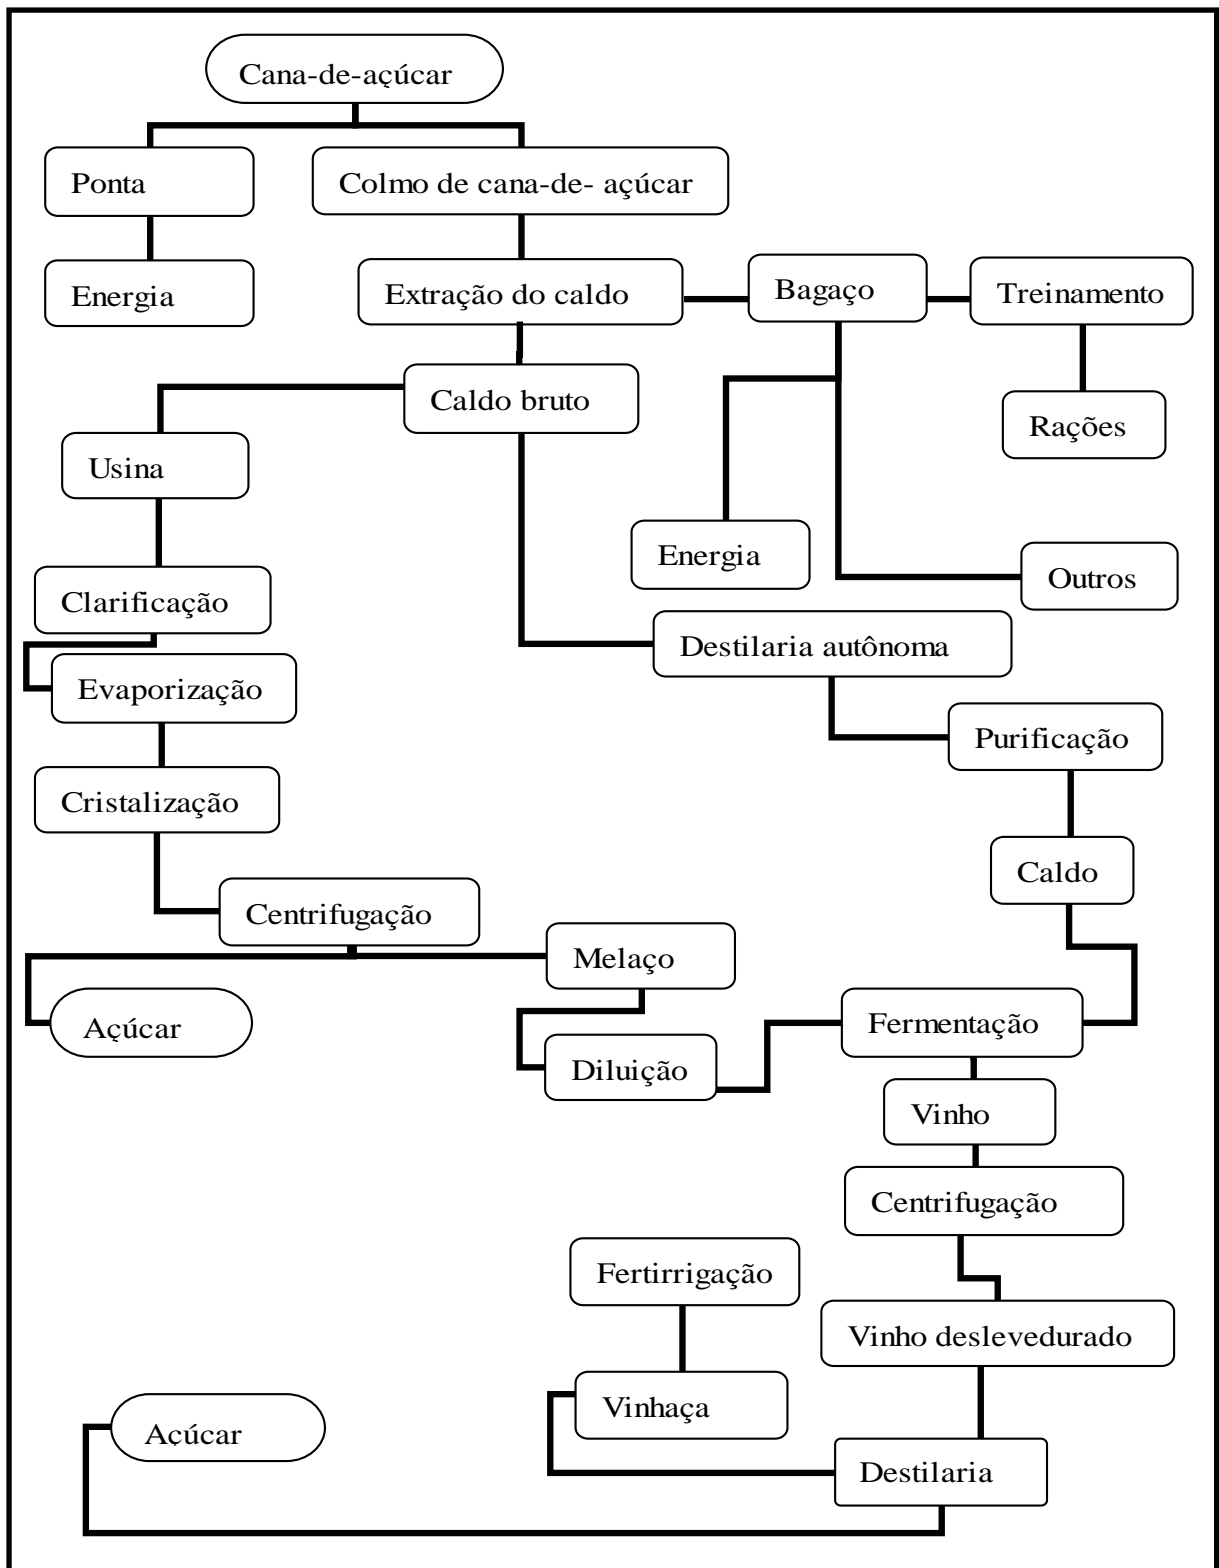 Cana-de-açúcar
Ponta
Colmo de cana-de- açúcar
Energia
Extração do caldo
Bagaço
Treinamento
Caldo bruto
Rações
Usina
Energia
Outros
Clarificação
Destilaria autônoma
Evaporização
Purificação
Cristalização
Caldo
Centrifugação
Melaço
Açúcar
Fermentação
Diluição
Vinho
Centrifugação
Fertirrigação
Vinho deslevedurado
Vinhaça
Açúcar
Destilaria